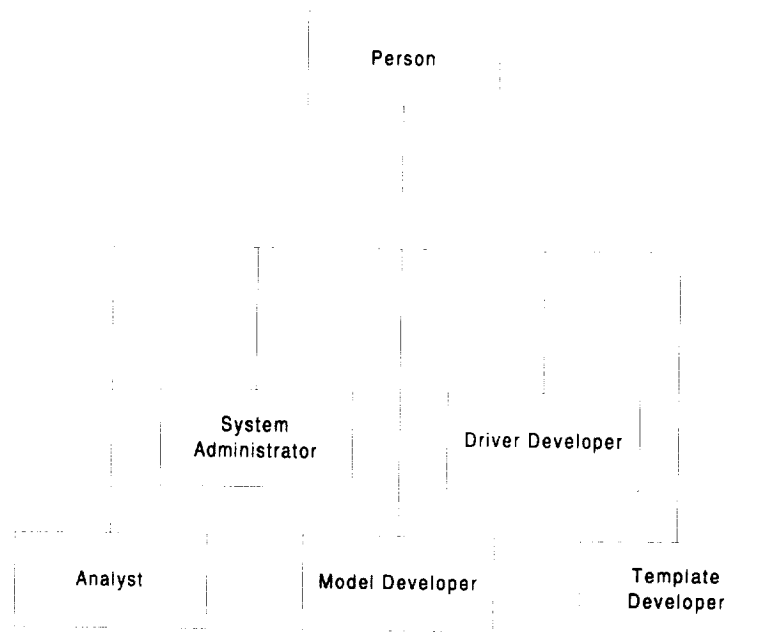 Person
System
Administrator
Driver Developer
Analyst
Model Developer
Template
Developer